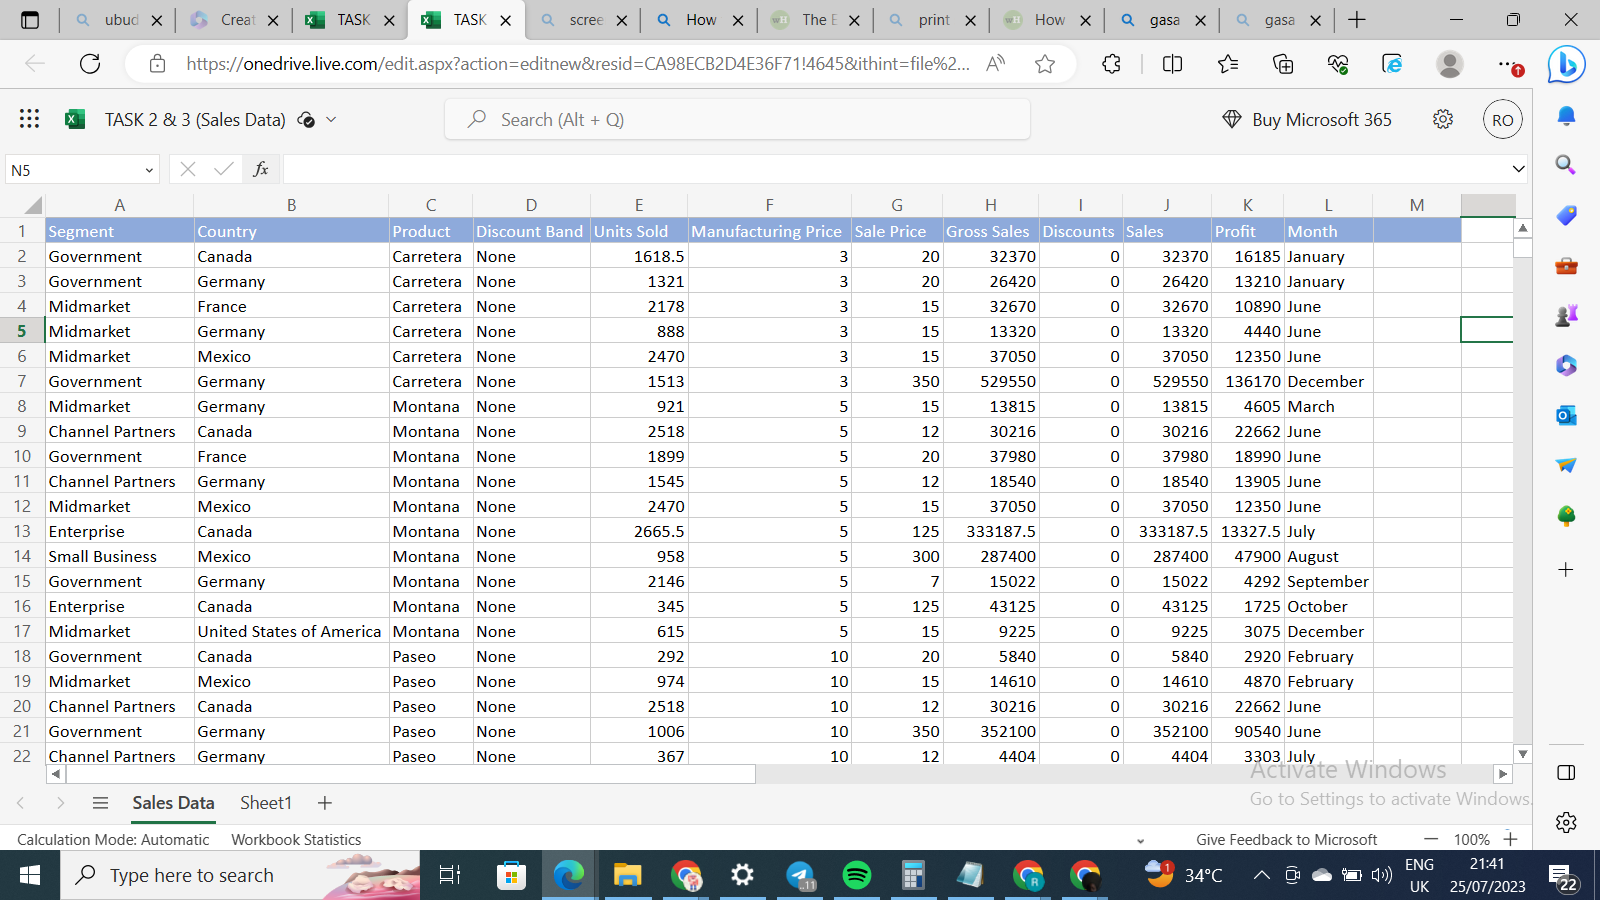 ubud Creat TASK TASK scree How The E print How gasa gasa
https://onedrive.live.com/edit.aspx?action=editnew&resid=CA98ECB2D4E36F71!4645&ithint=file%2...
TASK 2 & 3 (Sales Data) Search (Alt + Q) Buy Microsoft 365 RO
N5 fx
A B C D E F G H I J K L M
1 Segment Country Product Discount Band Units Sold Manufacturing Price Sale Price Gross Sales Discounts Sales Profit Month
2 Government Canada Carretera None 1618.5 3 20 32370 0 32370 16185 January
3 Government Germany Carretera None 1321 3 20 26420 0 26420 13210 January
4 Midmarket France Carretera None 2178 3 15 32670 0 32670 10890 June
5 Midmarket Germany Carretera None 888 3 15 13320 0 13320 4440 June
6 Midmarket Mexico Carretera None 2470 3 15 37050 0 37050 12350 June
7 Government Germany Carretera None 1513 3 350 529550 0 529550 136170 December
8 Midmarket Germany Montana None 921 5 15 13815 0 13815 4605 March
9 Channel Partners Canada Montana None 2518 5 12 30216 0 30216 22662 June
10 Government France Montana None 1899 5 20 37980 0 37980 18990 June
11 Channel Partners Germany Montana None 1545 5 12 18540 0 18540 13905 June
12 Midmarket Mexico Montana None 2470 5 15 37050 0 37050 12350 June
13 Enterprise Canada Montana None 2665.5 5 125 333187.5 0 333187.5 13327.5 July
14 Small Business Mexico Montana None 958 5 300 287400 0 287400 47900 August
15 Government Germany Montana None 2146 5 7 15022 0 15022 4292 September
16 Enterprise Canada Montana None 345 5 125 43125 0 43125 1725 October
17 Midmarket United States of America Montana None 615 5 15 9225 0 9225 3075 December
18 Government Canada Paseo None 292 10 20 5840 0 5840 2920 February
19 Midmarket Mexico Paseo None 974 10 15 14610 0 14610 4870 February
20 Channel Partners Canada Paseo None 2518 10 12 30216 0 30216 22662 June
21 Government Germany Paseo None 1006 10 350 352100 0 352100 90540 June
22 Channel Partners Germany Paseo None 367 10 12 4404 0 4404 3303 July
Activate Windows
Go to Settings to activate Windows.
Sales Data Sheet1
Calculation Mode: Automatic Workbook Statistics Give Feedback to Microsoft 100%
Type here to search 34°C ENG UK 21:41 25/07/2023 22